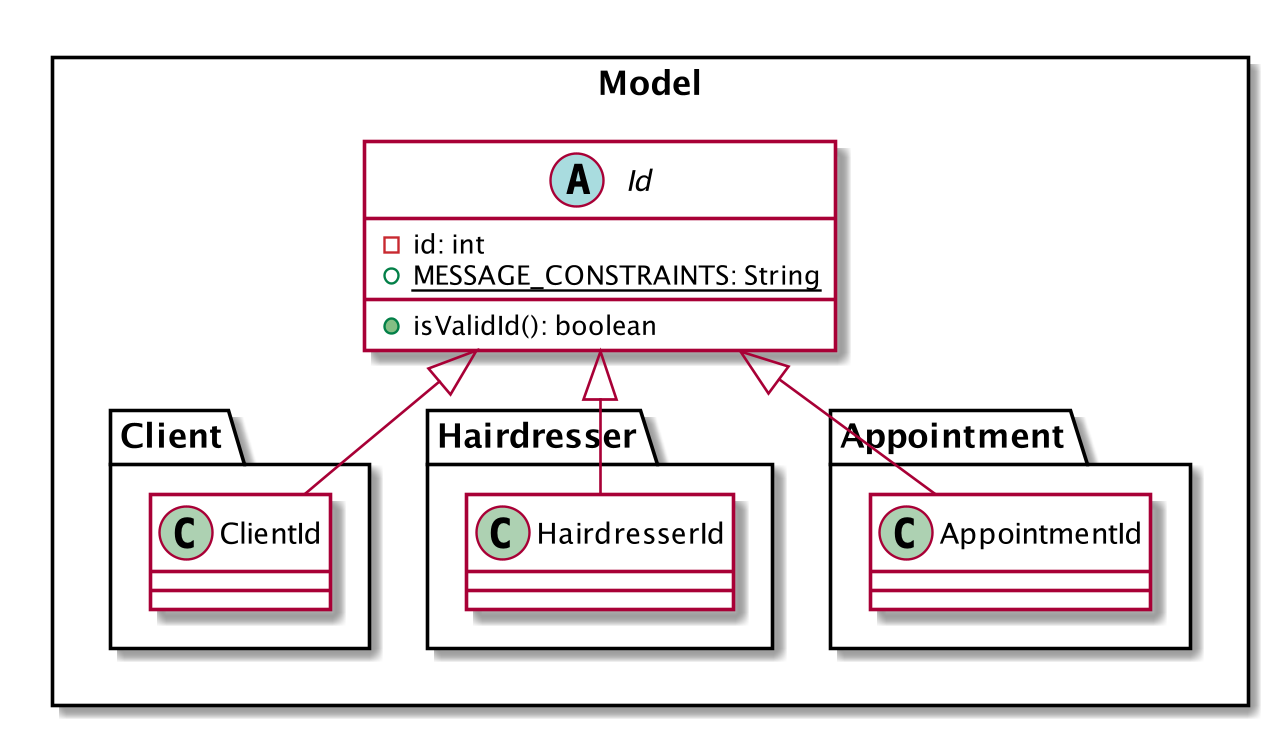 Model
A Id
id: int
MESSAGE_CONSTRAINTS: String
isValidId(): boolean
Client
Hairdresser
Appointment
C ClientId
C HairdresserId
C AppointmentId